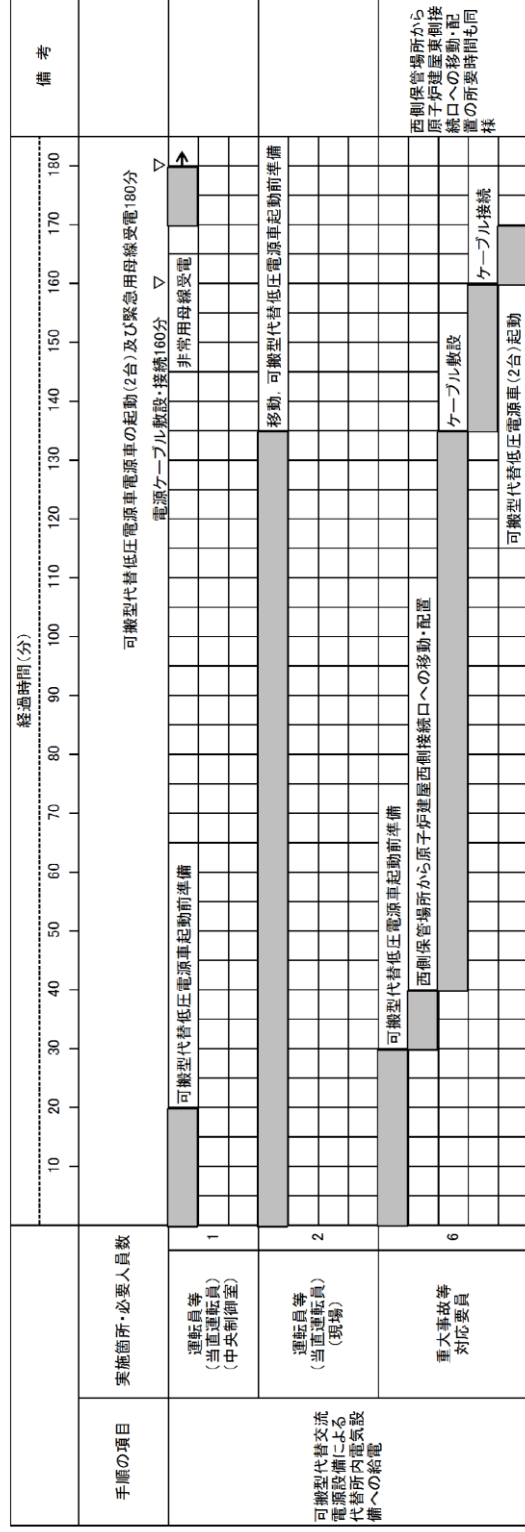 手順の項目
実施箇所・必要人員数
経過時間(分)
備 考
10 20 30 40 50 60 70 80 90 100 110 120 130 140 150 160 170 180
可搬型代替低圧電源車電源車の起動(2台)及び緊急用母線受電180分
▽
電源ケーブル敷設・接続160分 ▽
可搬型代替交流
電源設備による
代替所内電気設
備への給電
運転員等
(当直運転員)
(中央制御室)
1
可搬型代替低圧電源車起動前準備
非常用母線受電
運転員等
(当直運転員)
(現場)
2
移動, 可搬型代替低圧電源車起動前準備
重大事故等
対応要員
6
可搬型代替低圧電源車起動前準備
西側保管場所から原子炉建屋西側接続口への移動・配置
ケーブル敷設
ケーブル接続
可搬型代替低圧電源車(2台)起動
西側保管場所から
原子炉建屋東側接
続口への移動・配
置の所要時間も同
様